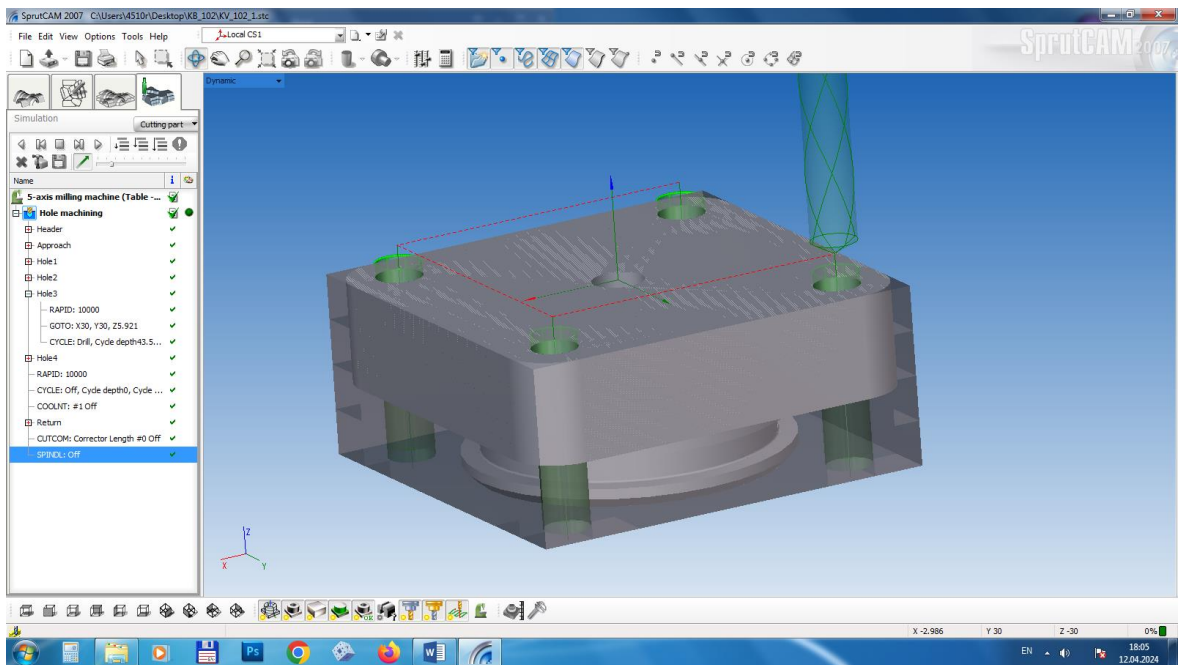 SprutCAM 2007 C:\Users\4510r\Desktop\KB_102\KV_102_1.stc
File Edit View Options Tools Help
Local CS1
SprutCAM 2007
Dynamic
Simulation
Cutting part
Name
5-axis milling machine (Table -...
Hole machining
Header
Approach
Hole1
Hole2
Hole3
RAPID: 10000
GOTO: X30, Y30, Z5.921
CYCLE: Drill, Cycle depth43.5...
Hole4
RAPID: 10000
CYCLE: Off, Cycle depth0, Cycle ...
COOLNT: #1 Off
Return
CUTCOM: Corrector Length #0 Off
SPINDL: Off
Z
X
Y
X -2.986 Y 30 Z -30 0%
Ps
W
EN
18:05
12.04.2024